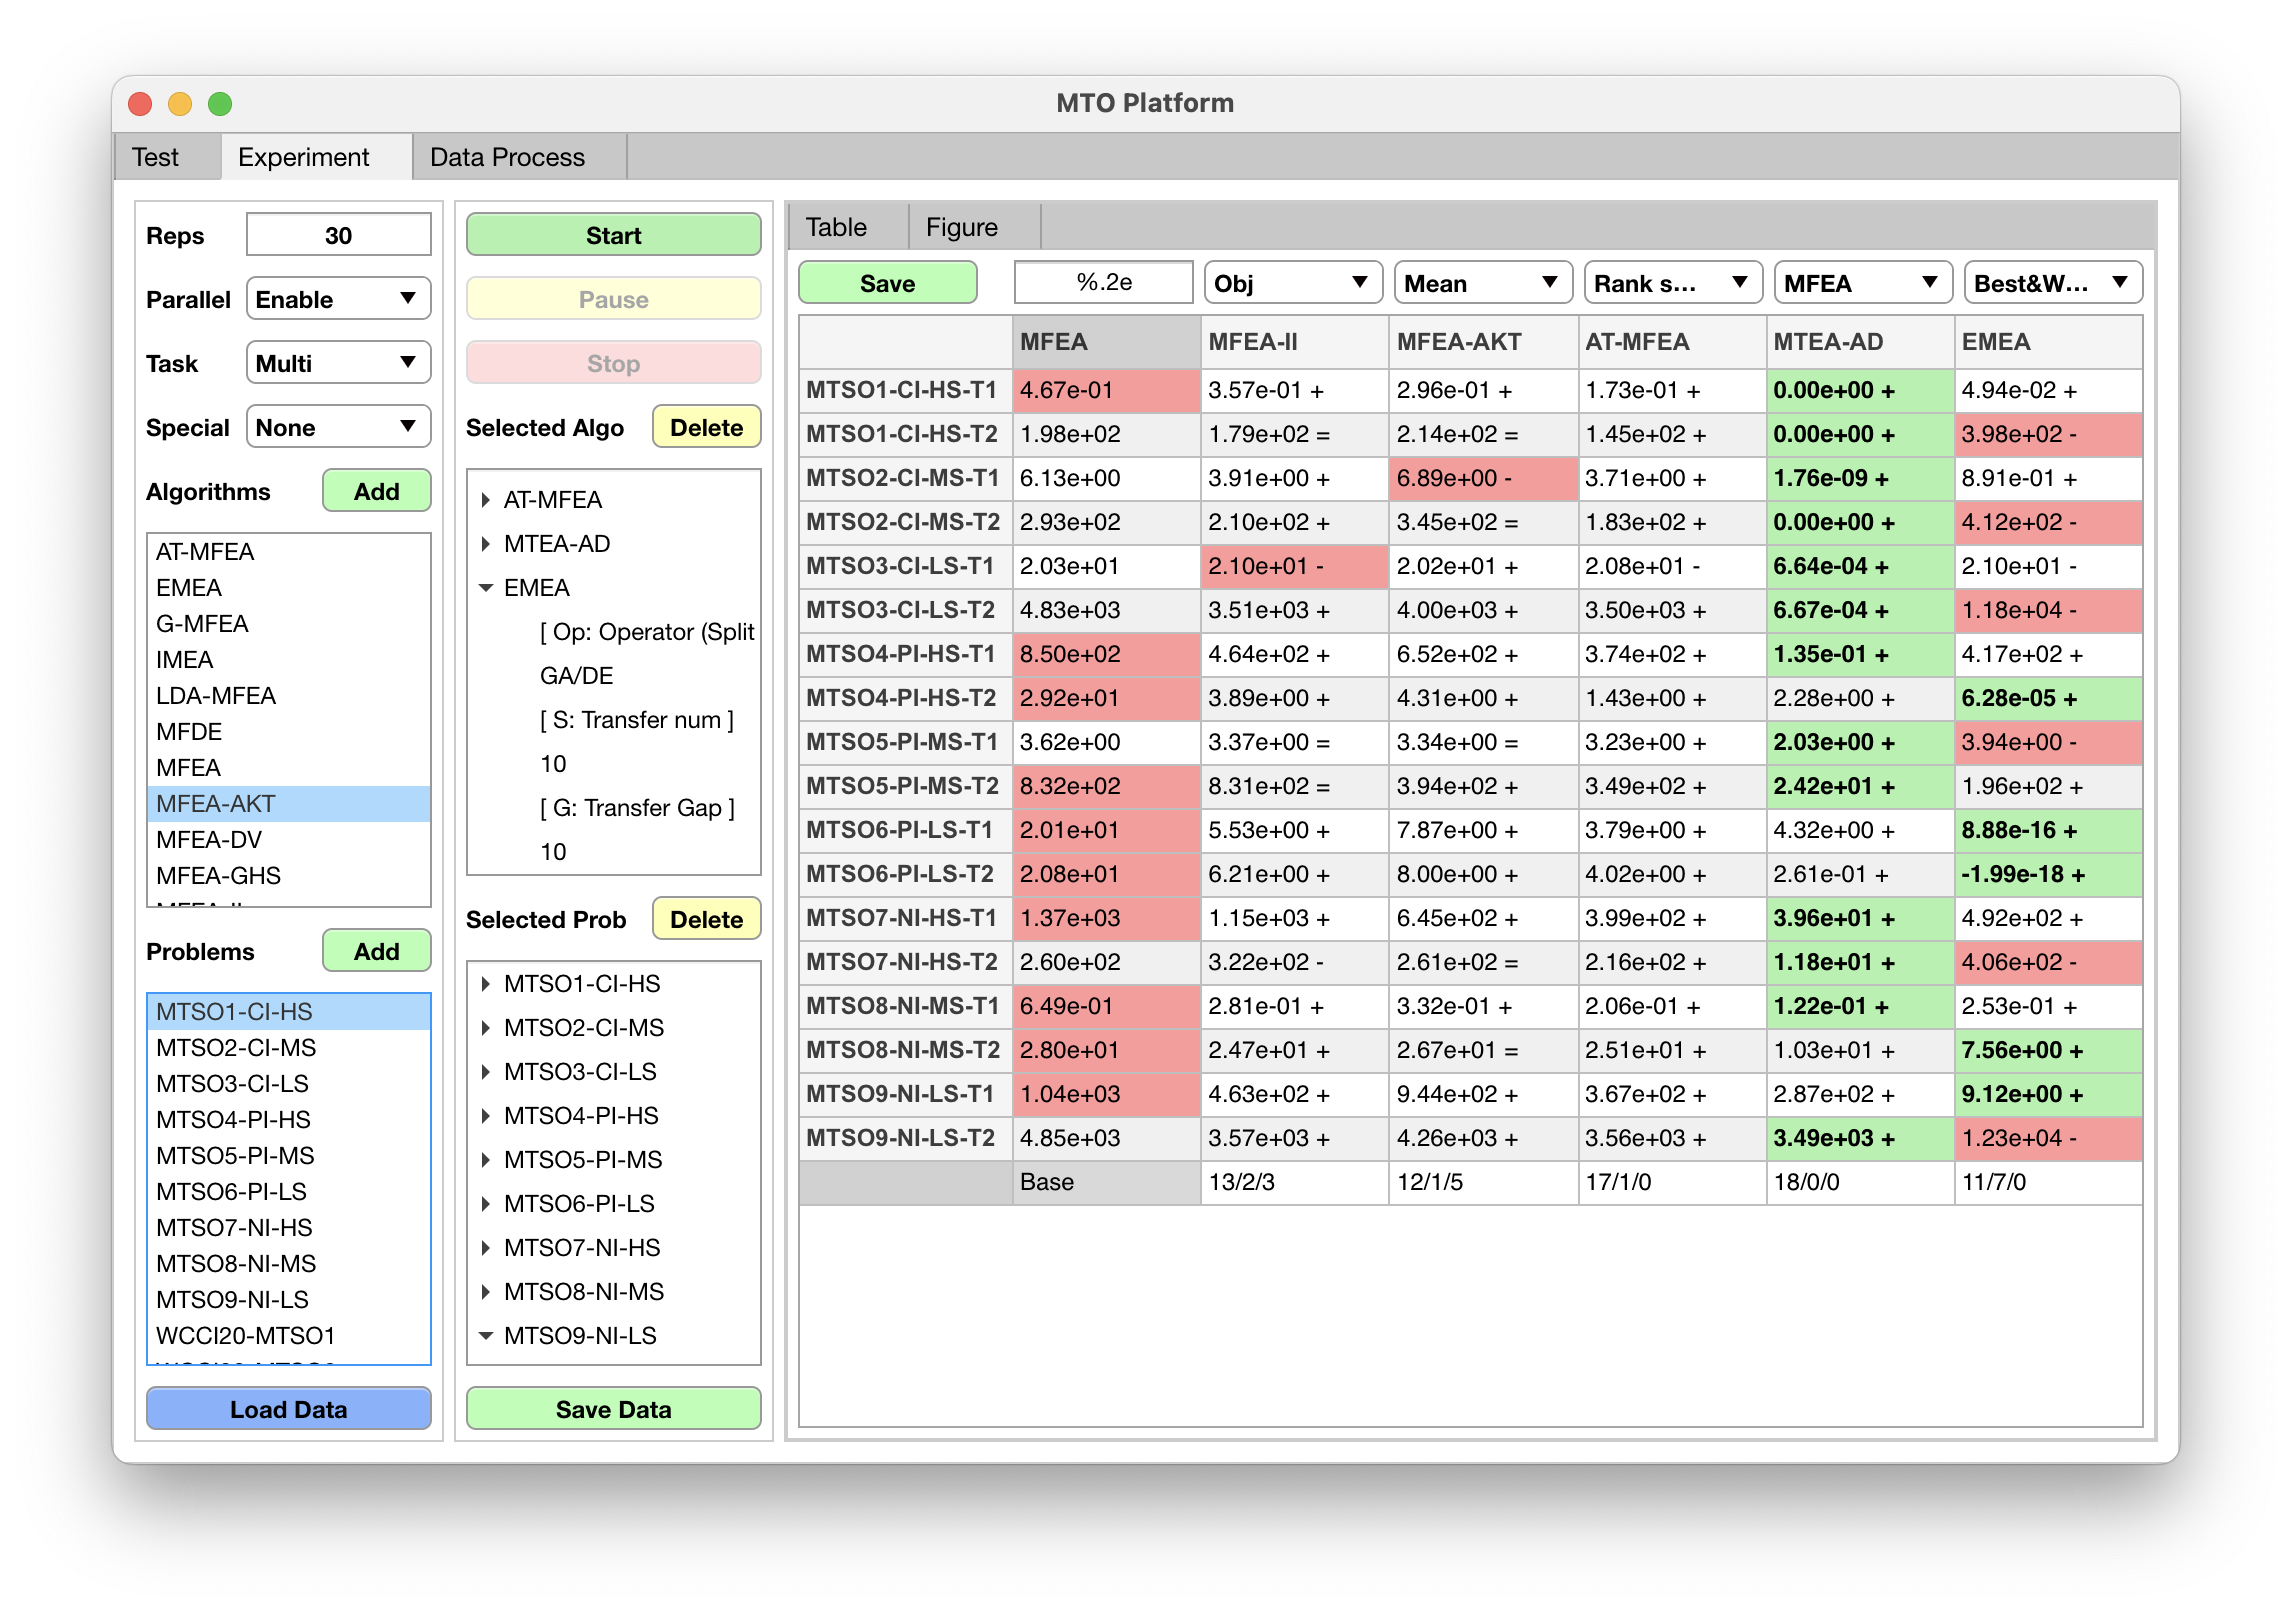 MTO Platform
Test Experiment Data Process
Reps 30
Parallel Enable
Task Multi
Special None
Algorithms Add
AT-MFEA
EMEA
G-MFEA
IMEA
LDA-MFEA
MFDE
MFEA
MFEA-AKT
MFEA-DV
MFEA-GHS
Problems Add
MTSO1-CI-HS
MTSO2-CI-MS
MTSO3-CI-LS
MTSO4-PI-HS
MTSO5-PI-MS
MTSO6-PI-LS
MTSO7-NI-HS
MTSO8-NI-MS
MTSO9-NI-LS
WCCI20-MTSO1
Load Data
Start
Pause
Stop
Selected Algo Delete
AT-MFEA
MTEA-AD
EMEA
[ Op: Operator (Split
GA/DE
[ S: Transfer num ]
10
[ G: Transfer Gap ]
10
Selected Prob Delete
MTSO1-CI-HS
MTSO2-CI-MS
MTSO3-CI-LS
MTSO4-PI-HS
MTSO5-PI-MS
MTSO6-PI-LS
MTSO7-NI-HS
MTSO8-NI-MS
MTSO9-NI-LS
Save Data
Table Figure
Save %.2e Obj Mean Rank s... MFEA Best&W...
MFEA MFEA-II MFEA-AKT AT-MFEA MTEA-AD EMEA
MTSO1-CI-HS-T1 4.67e-01 3.57e-01 + 2.96e-01 + 1.73e-01 + 0.00e+00 + 4.94e-02 +
MTSO1-CI-HS-T2 1.98e+02 1.79e+02 = 2.14e+02 = 1.45e+02 + 0.00e+00 + 3.98e+02 -
MTSO2-CI-MS-T1 6.13e+00 3.91e+00 + 6.89e+00 - 3.71e+00 + 1.76e-09 + 8.91e-01 +
MTSO2-CI-MS-T2 2.93e+02 2.10e+02 + 3.45e+02 = 1.83e+02 + 0.00e+00 + 4.12e+02 -
MTSO3-CI-LS-T1 2.03e+01 2.10e+01 - 2.02e+01 + 2.08e+01 - 6.64e-04 + 2.10e+01 -
MTSO3-CI-LS-T2 4.83e+03 3.51e+03 + 4.00e+03 + 3.50e+03 + 6.67e-04 + 1.18e+04 -
MTSO4-PI-HS-T1 8.50e+02 4.64e+02 + 6.52e+02 + 3.74e+02 + 1.35e-01 + 4.17e+02 +
MTSO4-PI-HS-T2 2.92e+01 3.89e+00 + 4.31e+00 + 1.43e+00 + 2.28e+00 + 6.28e-05 +
MTSO5-PI-MS-T1 3.62e+00 3.37e+00 = 3.34e+00 = 3.23e+00 + 2.03e+00 + 3.94e+00 -
MTSO5-PI-MS-T2 8.32e+02 8.31e+02 = 3.94e+02 + 3.49e+02 + 2.42e+01 + 1.96e+02 +
MTSO6-PI-LS-T1 2.01e+01 5.53e+00 + 7.87e+00 + 3.79e+00 + 4.32e+00 + 8.88e-16 +
MTSO6-PI-LS-T2 2.08e+01 6.21e+00 + 8.00e+00 + 4.02e+00 + 2.61e-01 + -1.99e-18 +
MTSO7-NI-HS-T1 1.37e+03 1.15e+03 + 6.45e+02 + 3.99e+02 + 3.96e+01 + 4.92e+02 +
MTSO7-NI-HS-T2 2.60e+02 3.22e+02 - 2.61e+02 = 2.16e+02 + 1.18e+01 + 4.06e+02 -
MTSO8-NI-MS-T1 6.49e-01 2.81e-01 + 3.32e-01 + 2.06e-01 + 1.22e-01 + 2.53e-01 +
MTSO8-NI-MS-T2 2.80e+01 2.47e+01 + 2.67e+01 = 2.51e+01 + 1.03e+01 + 7.56e+00 +
MTSO9-NI-LS-T1 1.04e+03 4.63e+02 + 9.44e+02 + 3.67e+02 + 2.87e+02 + 9.12e+00 +
MTSO9-NI-LS-T2 4.85e+03 3.57e+03 + 4.26e+03 + 3.56e+03 + 3.49e+03 + 1.23e+04 -
Base 13/2/3 12/1/5 17/1/0 18/0/0 11/7/0